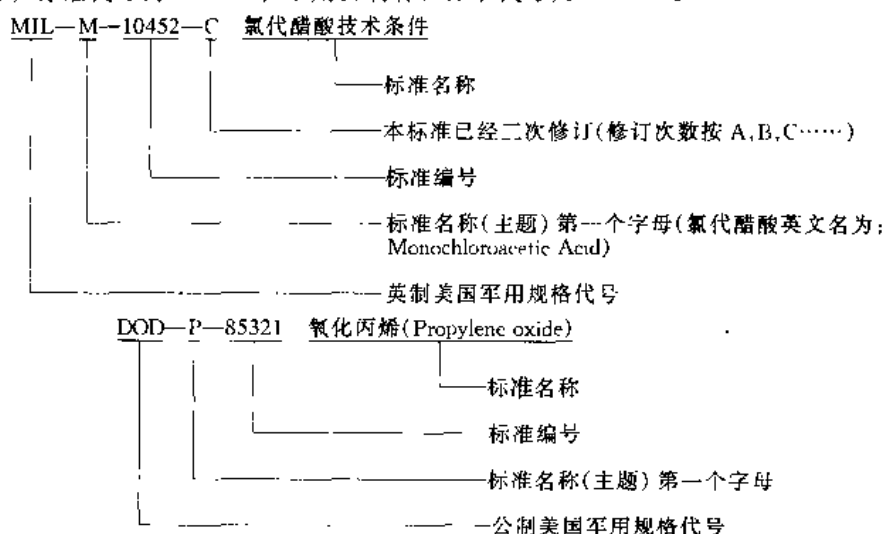 MIL—M—10452—C 氯代醋酸技术条件
标准名称
本标准已经三次修订(修订次数按 A,B,C……)
标准编号
标准名称(主题) 第一个字母(氯代醋酸英文名为:
Monochloroacetic Acid)
英制美国军用规格代号
DOD—P—85321 氧化丙烯(Propylene oxide)
标准名称
标准编号
标准名称(主题) 第一个字母
公制美国军用规格代号